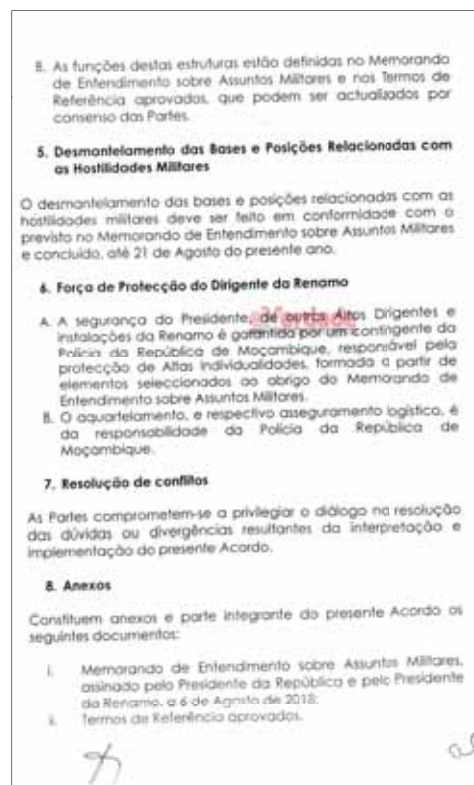 B. As funções destas estruturas estão definidas no Memorando
de Entendimento sobre Assuntos Militares e nos Termos de
Referência aprovados, que podem ser actualizados por
consenso das Partes.
5. Desmantelamento das Bases e Posições Relacionadas com
as Hostilidades Militares
O desmantelamento das bases e posições relacionadas com as
hostilidades militares deve ser feito em conformidade com o
previsto no Memorando de Entendimento sobre Assuntos Militares
e concluído, até 21 de Agosto do presente ano.
6. Força de Protecção do Dirigente da Renamo
A. A segurança do Presidente, de outros Altos Dirigentes e
instalações da Renamo é garantida por um contingente da
Polícia da República de Moçambique, responsável pela
protecção de Altas Individualidades, formada a partir de
elementos seleccionados ao abrigo do Memorando de
Entendimento sobre Assuntos Militares.
B. O aquartelamento, e respectivo asseguramento logístico, é
da responsabilidade da Polícia da República de
Moçambique.
7. Resolução de conflitos
As Partes comprometem-se a privilegiar o diálogo na resolução
das dúvidas ou divergências resultantes da interpretação e
implementação do presente Acordo.
8. Anexos
Constituem anexos e parte integrante do presente Acordo os
seguintes documentos:
i. Memorando de Entendimento sobre Assuntos Militares,
assinado pelo Presidente da República e pelo Presidente
da Renamo, a 6 de Agosto de 2018;
ii. Termos de Referência aprovados.